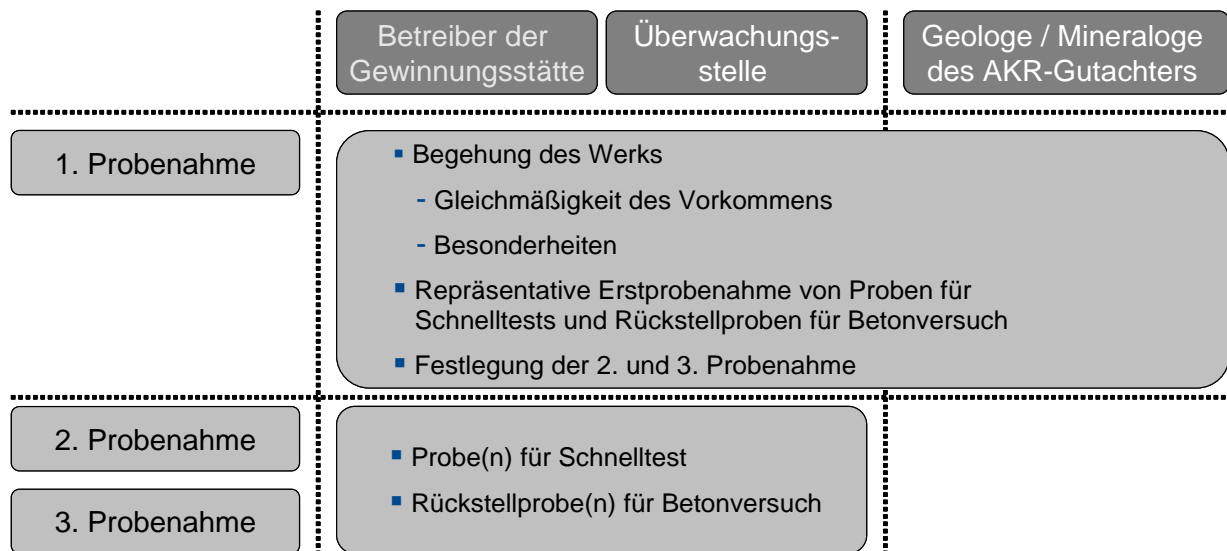 Betreiber der
Gewinnungsstätte
Überwachungs-
stelle
Geologe / Mineraloge
des AKR-Gutachters
1. Probenahme
▪ Begehung des Werks
- Gleichmäßigkeit des Vorkommens
- Besonderheiten
▪ Repräsentative Erstprobenahme von Proben für
Schnelltests und Rückstellproben für Betonversuch
▪ Festlegung der 2. und 3. Probenahme
2. Probenahme
3. Probenahme
▪ Probe(n) für Schnelltest
▪ Rückstellprobe(n) für Betonversuch